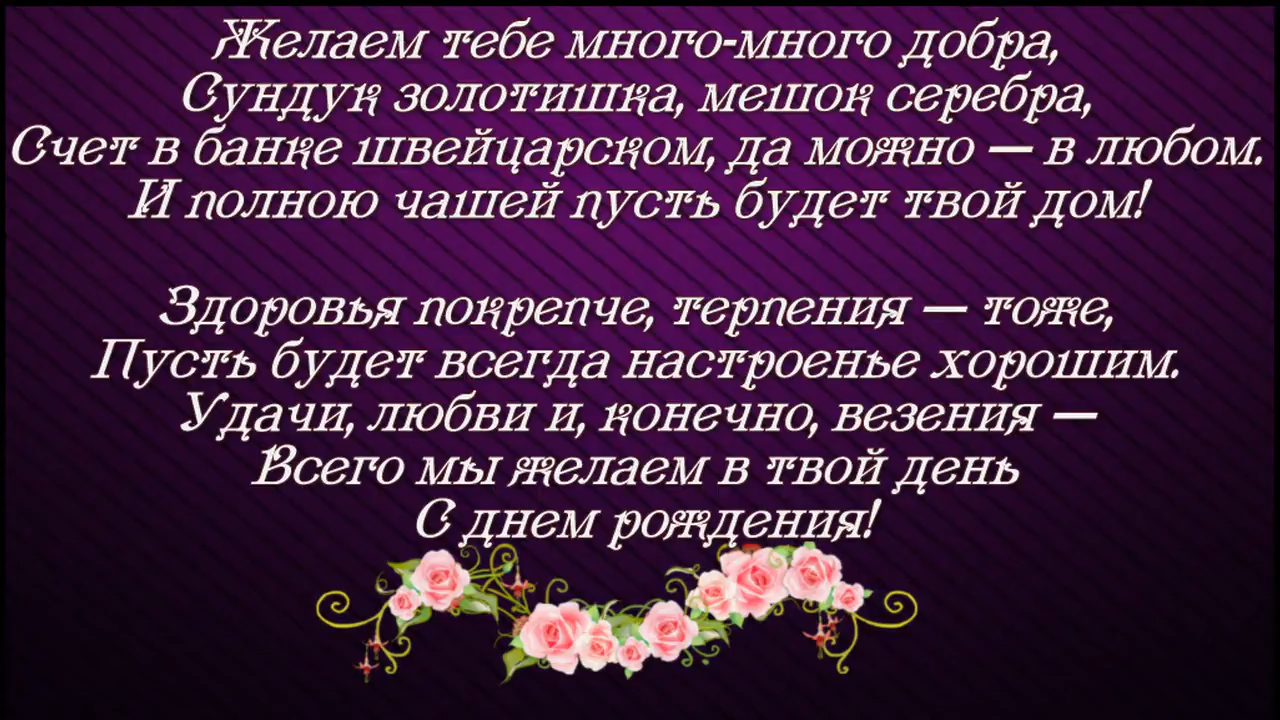 Желаем тебе много-много добра,
Сундук золотишка, мешок серебра,
Счет в банке швейцарском, да можно — в любом.
И полною чашей пусть будет твой дом!
Здоровья покрепче, терпения — тоже,
Пусть будет всегда настроенье хорошим.
Удачи, любви и, конечно, везения —
Всего мы желаем в твой день
С днем рождения!